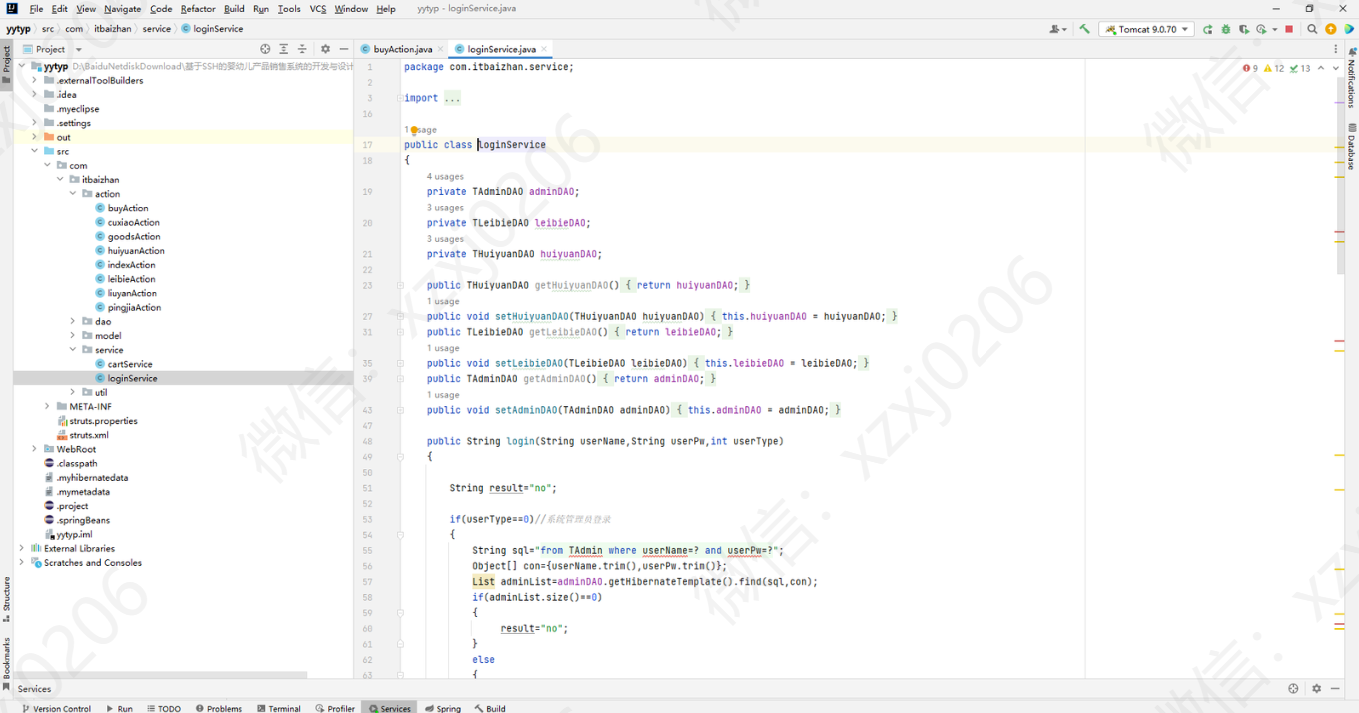 File Edit View Navigate Code Refactor Build Run Tools VCS Window Help yytyp - loginService.java
yytyp src com itbaizhan service loginService Tomcat 9.0.70
Project buyAction.java loginService.java
yytyp D:\BaiduNetdiskDownload\基于SSH的婴幼儿产品销售系统的开发与设计
.externalToolBuilders
.idea
.myeclipse
.settings
out
src
com
itbaizhan
action
buyAction
cuxiaoAction
goodsAction
huiyuanAction
indexAction
leibieAction
liuyanAction
pingjiaAction
dao
model
service
cartService
loginService
util
META-INF
struts.properties
struts.xml
WebRoot
.classpath
.myhibernatedata
.mymetadata
.project
.springBeans
yytyp.iml
External Libraries
Scratches and Consoles
Project
Structure
Bookmarks
9 12 13
1 package com.itbaizhan.service;
2
3 import ...
16
17 public class loginService
18 {
4 usages
19 private TAdminDAO adminDAO;
3 usages
20 private TLeibieDAO leibieDAO;
3 usages
21 private THuiyuanDAO huiyuanDAO;
22
23 public THuiyuanDAO getHuiyuanDAO() { return huiyuanDAO; }
1 usage
27 public void setHuiyuanDAO(THuiyuanDAO huiyuanDAO) { this.huiyuanDAO = huiyuanDAO; }
31 public TLeibieDAO getLeibieDAO() { return leibieDAO; }
1 usage
35 public void setLeibieDAO(TLeibieDAO leibieDAO) { this.leibieDAO = leibieDAO; }
39 public TAdminDAO getAdminDAO() { return adminDAO; }
1 usage
43 public void setAdminDAO(TAdminDAO adminDAO) { this.adminDAO = adminDAO; }
47
48 public String login(String userName,String userPw,int userType)
49 {
50
51 String result="no";
52
53 if(userType==0)//系统管理员登录
54 {
55 String sql="from TAdmin where userName=? and userPw=?";
56 Object[] con={userName.trim(),userPw.trim()};
57 List adminList=adminDAO.getHibernateTemplate().find(sql,con);
58 if(adminList.size()==0)
59 {
60 result="no";
61 }
62 else
63 {
Notifications
Database
Services
Version Control Run TODO Problems Terminal Profiler Services Spring Build
微信：xzxj0206
微信：xzxj0206